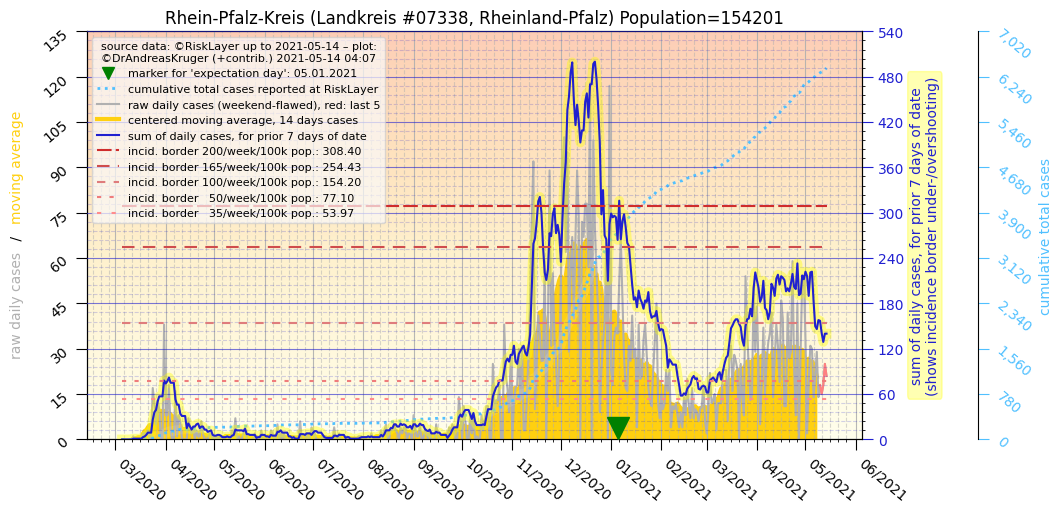 Rhein-Pfalz-Kreis (Landkreis #07338, Rheinland-Pfalz) Population=154201
source data: ©RiskLayer up to 2021-05-14 – plot:
©DrAndreasKruger (+contrib.) 2021-05-14 04:07
marker for 'expectation day': 05.01.2021
cumulative total cases reported at RiskLayer
raw daily cases (weekend-flawed), red: last 5
centered moving average, 14 days cases
sum of daily cases, for prior 7 days of date
incid. border 200/week/100k pop.: 308.40
incid. border 165/week/100k pop.: 254.43
incid. border 100/week/100k pop.: 154.20
incid. border 50/week/100k pop.: 77.10
incid. border 35/week/100k pop.: 53.97
raw daily cases / moving average
135
120
105
90
75
60
45
30
15
0
03/2020
04/2020
05/2020
06/2020
07/2020
08/2020
09/2020
10/2020
11/2020
12/2020
01/2021
02/2021
03/2021
04/2021
05/2021
06/2021
540
480
420
360
300
240
180
120
60
0
sum of daily cases, for prior 7 days of date
(shows incidence border under-/overshooting)
7,020
6,240
5,460
4,680
3,900
3,120
2,340
1,560
780
0
cumulative total cases